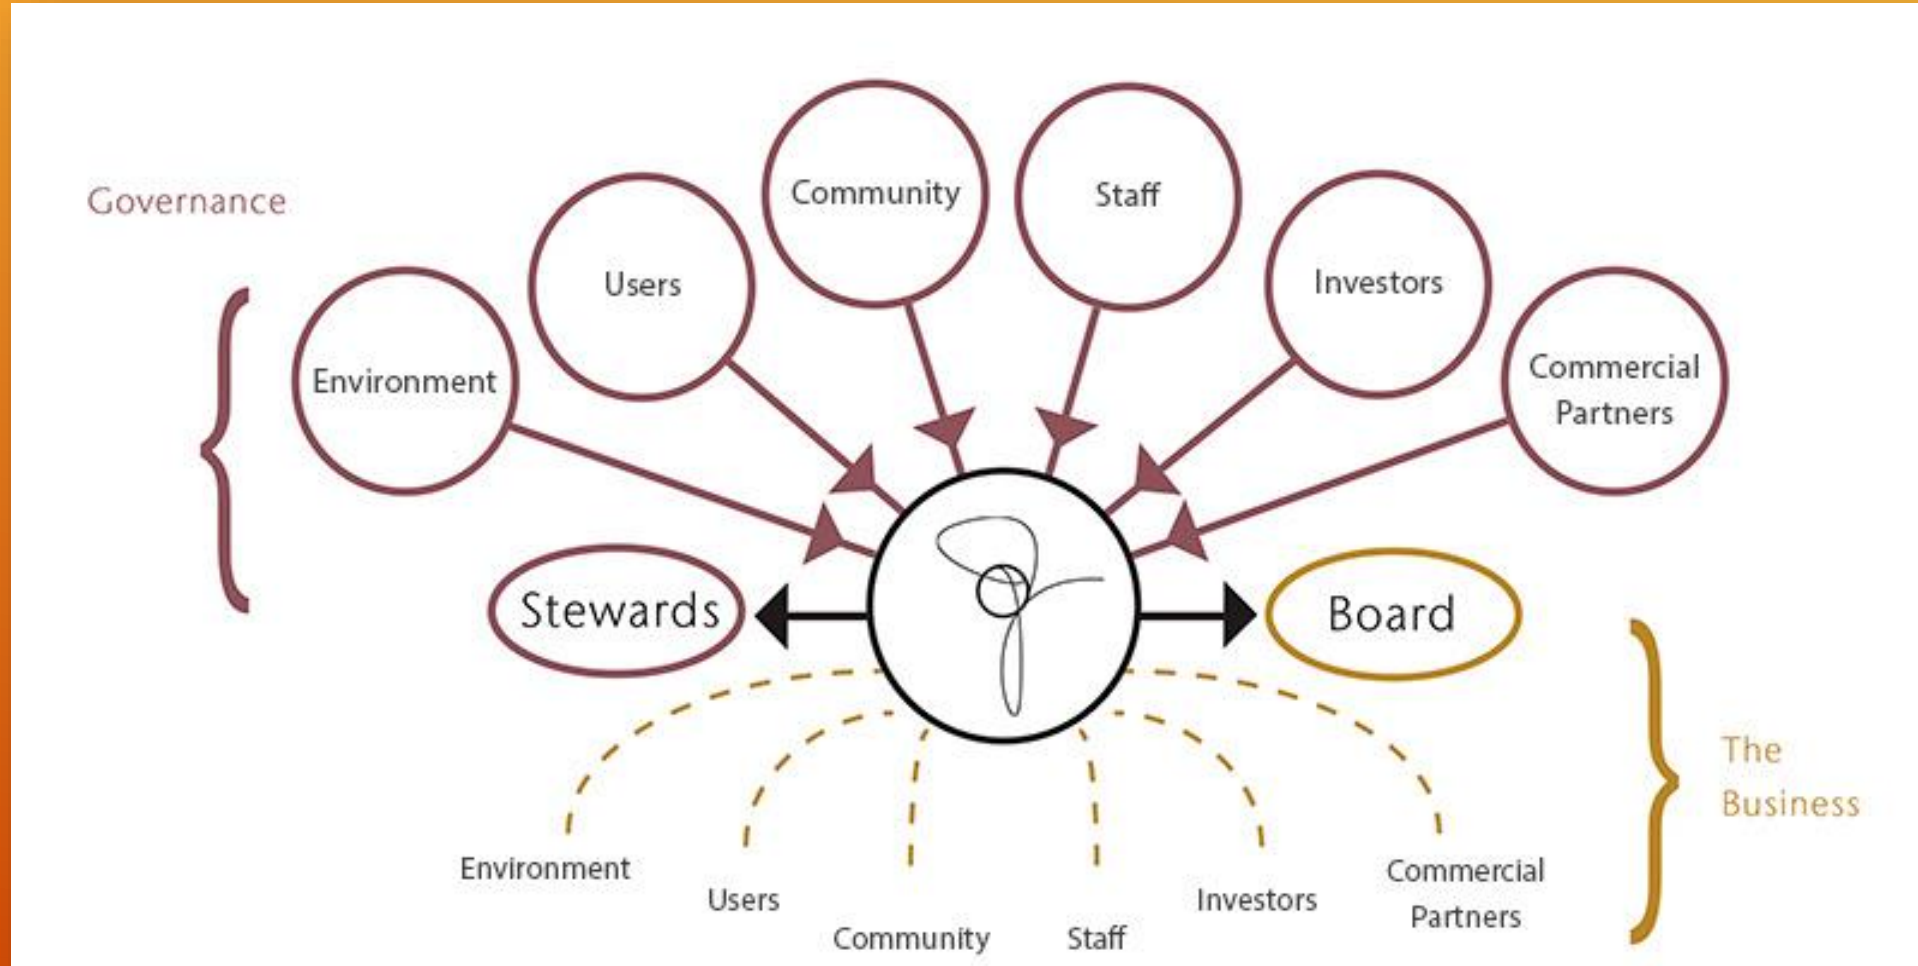 Governance
Environment
Users
Community
Staff
Investors
Commercial
Partners
Stewards
Board
The
Business
Environment
Users
Community
Staff
Investors
Commercial
Partners